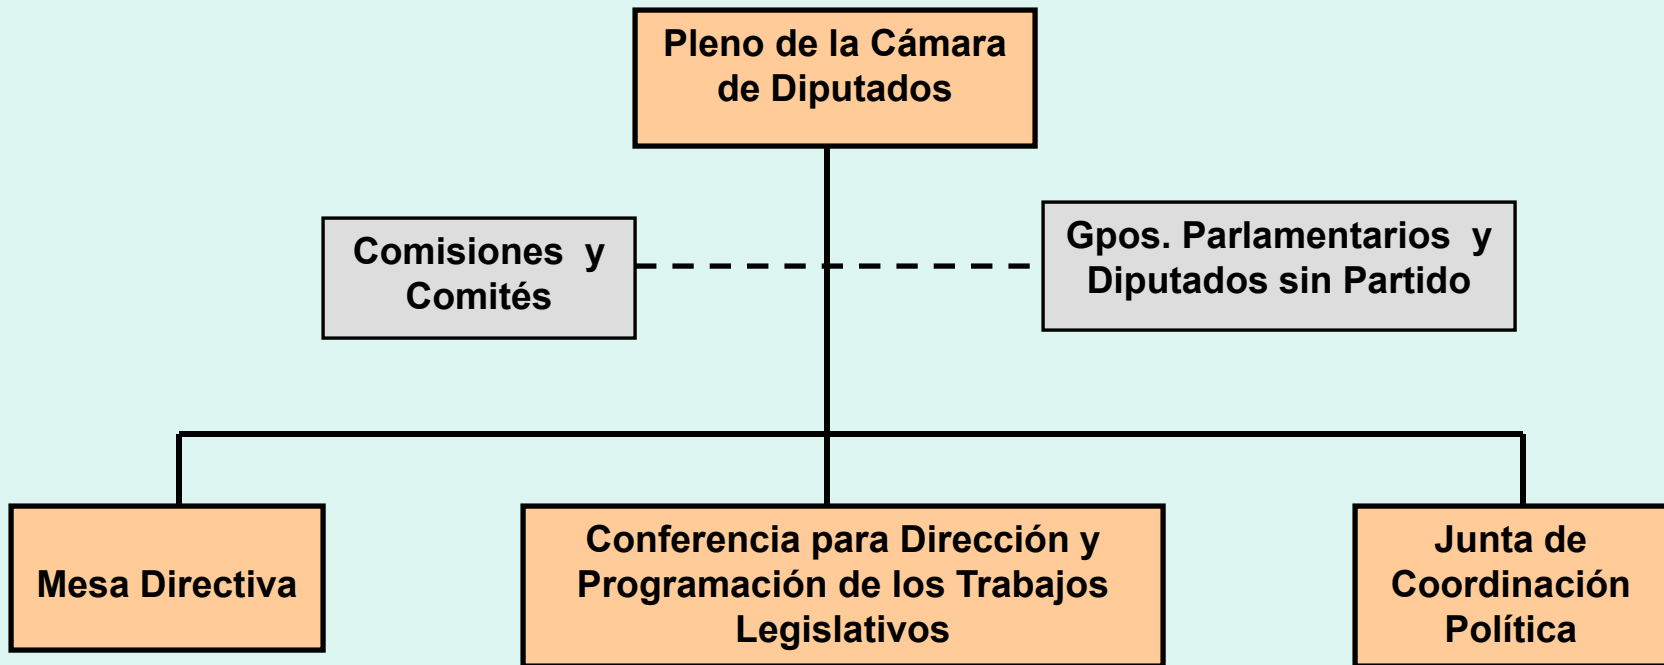 Pleno de la Cámara
de Diputados
Comisiones y
Comités
Gpos. Parlamentarios y
Diputados sin Partido
Mesa Directiva
Conferencia para Dirección y
Programación de los Trabajos
Legislativos
Junta de
Coordinación
Política